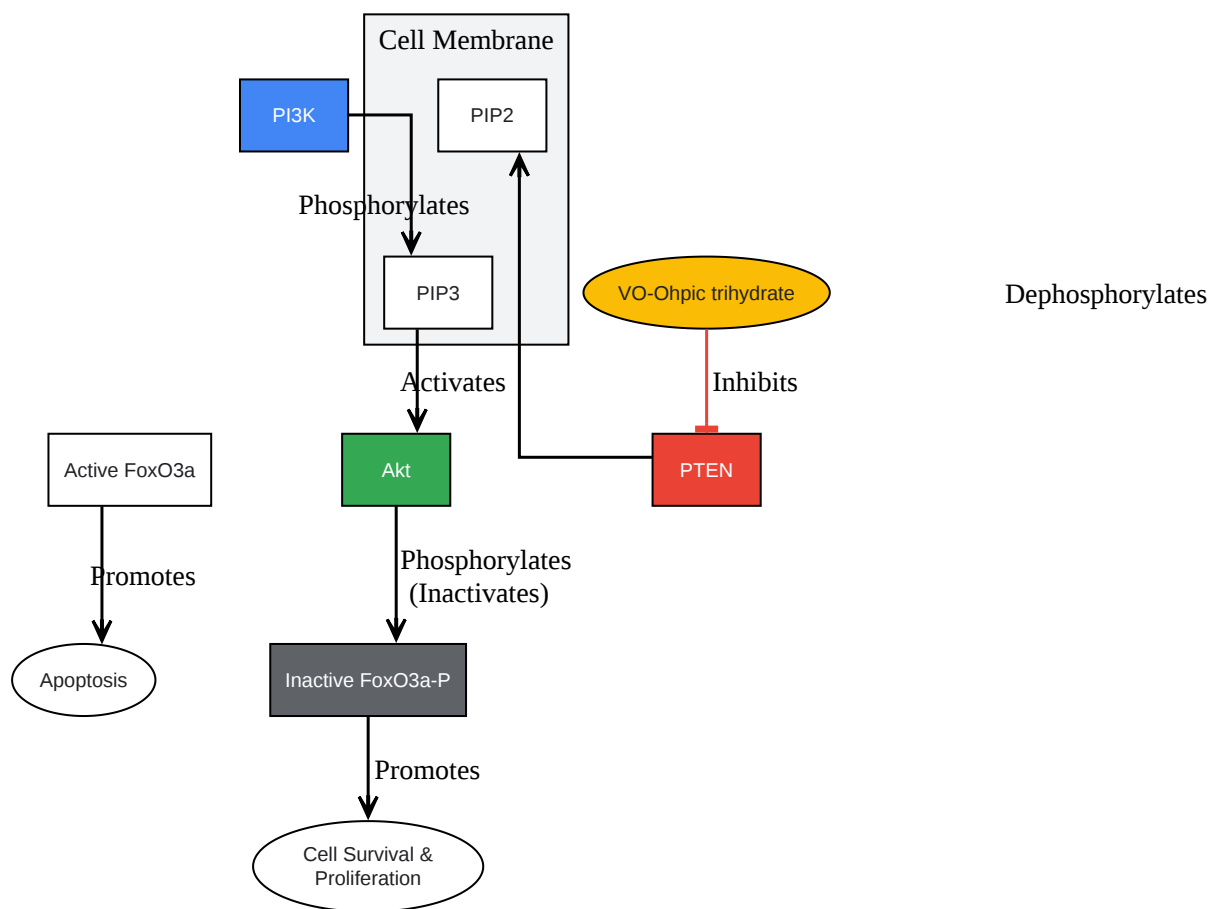 Cell Membrane
PI3K
PIP2
Phosphorylates
PIP3
VO-Ohpic trihydrate
Dephosphorylates
Activates
Inhibits
Active FoxO3a
Akt
PTEN
Promotes
Phosphorylates
(Inactivates)
Apoptosis
Inactive FoxO3a-P
Promotes
Cell Survival &
Proliferation